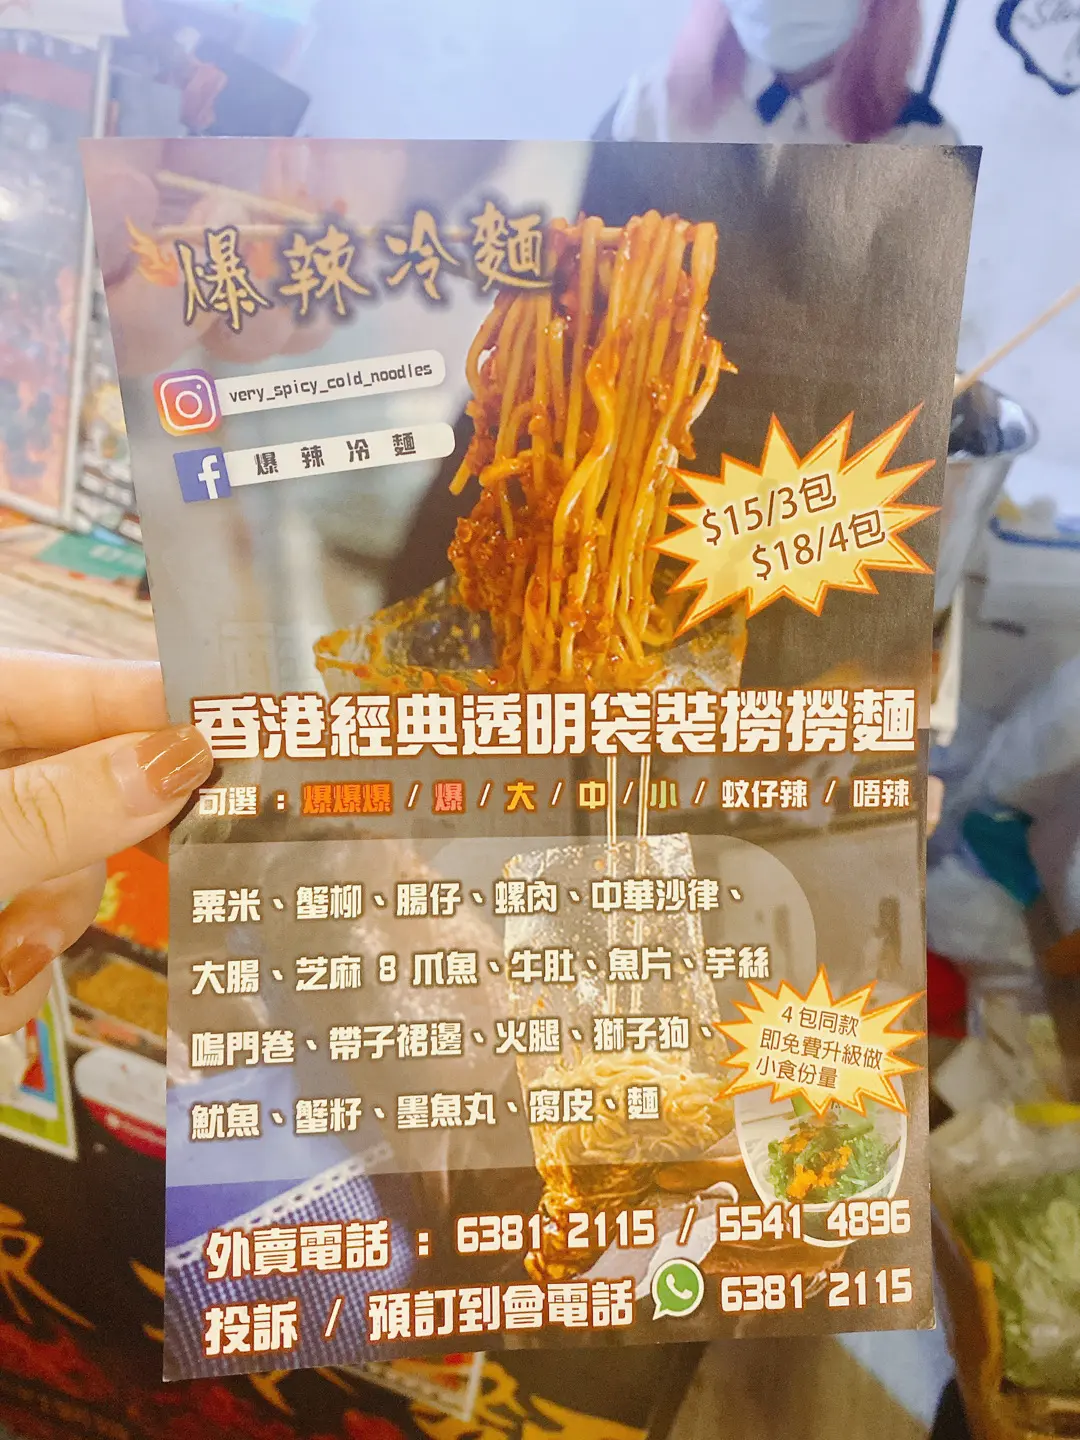 爆辣冷麵
very_spicy_cold_noodles
爆辣冷麵
$15/3包
$18/4包
香港經典透明袋裝撈撈麵
可選：爆爆爆 / 爆 / 大 / 中 / 小 / 蚊仔辣 / 唔辣
粟米、蟹柳、腸仔、螺肉、中華沙律、
大腸、芝麻 8 爪魚、牛肚、魚片、芋絲
鳴門卷、帶子裙邊、火腿、獅子狗、
魷魚、蟹籽、墨魚丸、腐皮、麵
4包同款
即免費升級做
小食份量
外賣電話：6381 2115 / 5541 4896
投訴 / 預訂到會電話 6381 2115